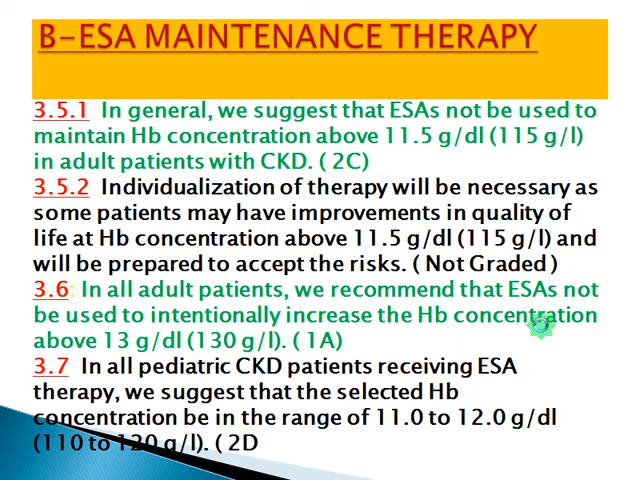 B-ESA MAINTENANCE THERAPY
3.5.1 In general, we suggest that ESAs not be used to
maintain Hb concentration above 11.5 g/dl (115 g/l)
in adult patients with CKD. ( 2C)
3.5.2 Individualization of therapy will be necessary as
some patients may have improvements in quality of
life at Hb concentration above 11.5 g/dl (115 g/l) and
will be prepared to accept the risks. ( Not Graded )
3.6: In all adult patients, we recommend that ESAs not
be used to intentionally increase the Hb concentration
above 13 g/dl (130 g/l). ( 1A)
3.7 In all pediatric CKD patients receiving ESA
therapy, we suggest that the selected Hb
concentration be in the range of 11.0 to 12.0 g/dl
(110 to 120 g/l). ( 2D